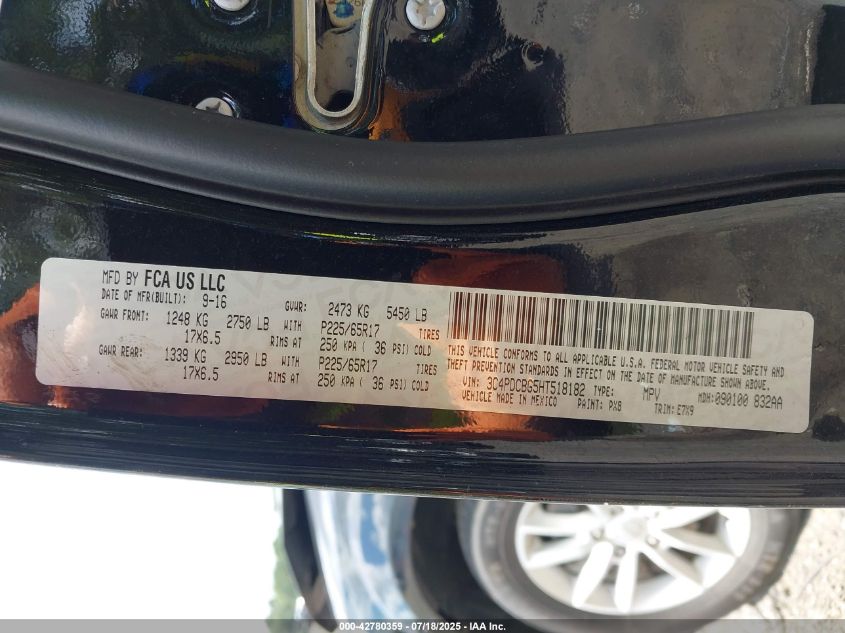 MFD BY FCA US LLC
DATE OF MFR(BUILT): 9-16 GVWR: 2473 KG 5450 LB
GAWR FRONT: 1248 KG 2750 LB WITH P225/65R17 TIRES
17X6.5 RIMS AT 250 KPA ( 36 PSI) COLD
GAWR REAR: 1339 KG 2950 LB WITH P225/65R17 TIRES
17X6.5 RIMS AT 250 KPA ( 36 PSI) COLD
THIS VEHICLE CONFORMS TO ALL APPLICABLE U.S.A. FEDERAL MOTOR VEHICLE SAFETY AND
THEFT PREVENTION STANDARDS IN EFFECT ON THE DATE OF MANUFACTURE SHOWN ABOVE.
VIN: 3C4PDCBG5HT518182 TYPE: MPV MDH: 090100 832AA
VEHICLE MADE IN MEXICO PAINT: PX8 TRIM: E7X9
000-42780359 - 07/18/2025 - IAA Inc.